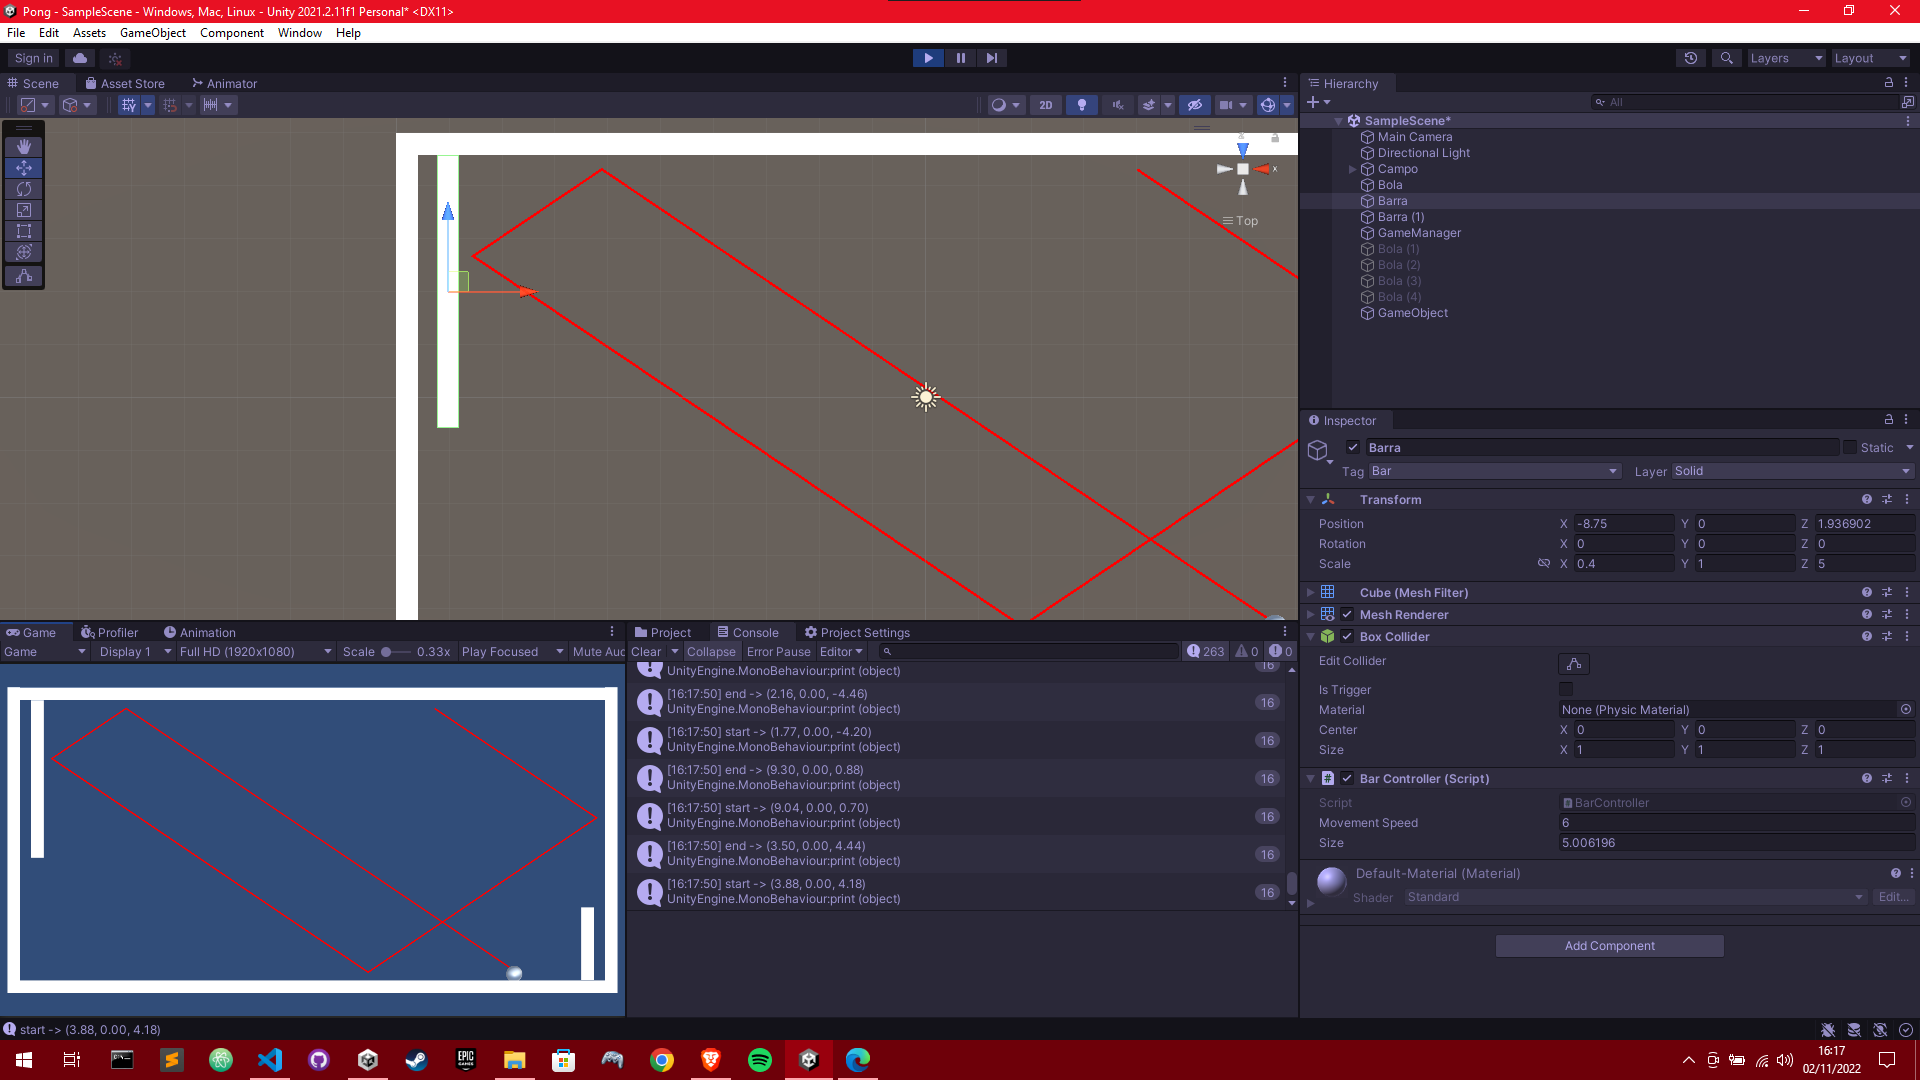 Pong - SampleScene - Windows, Mac, Linux - Unity 2021.2.11f1 Personal* <DX11>
File Edit Assets GameObject Component Window Help
Sign in Layers Layout
Scene Asset Store Animator
2D
x
Top
Hierarchy
All
SampleScene*
Main Camera
Directional Light
Campo
Bola
Barra
Barra (1)
GameManager
Bola (1)
Bola (2)
Bola (3)
Bola (4)
GameObject
Inspector
Barra Static
Tag Bar Layer Solid
Transform
Position X -8.75 Y 0 Z 1.936902
Rotation X 0 Y 0 Z 0
Scale X 0.4 Y 1 Z 5
Cube (Mesh Filter)
Mesh Renderer
Box Collider
Edit Collider
Is Trigger
Material None (Physic Material)
Center X 0 Y 0 Z 0
Size X 1 Y 1 Z 1
Bar Controller (Script)
Script BarController
Movement Speed 6
Size 5.006196
Default-Material (Material)
Shader Standard Edit...
Add Component
Game Profiler Animation
Game Display 1 Full HD (1920x1080) Scale 0.33x Play Focused Mute Aud
Project Console Project Settings
Clear Collapse Error Pause Editor 263 0 0
UnityEngine.MonoBehaviour:print (object) 16
[16:17:50] end -> (2.16, 0.00, -4.46)
UnityEngine.MonoBehaviour:print (object) 16
[16:17:50] start -> (1.77, 0.00, -4.20)
UnityEngine.MonoBehaviour:print (object) 16
[16:17:50] end -> (9.30, 0.00, 0.88)
UnityEngine.MonoBehaviour:print (object) 16
[16:17:50] start -> (9.04, 0.00, 0.70)
UnityEngine.MonoBehaviour:print (object) 16
[16:17:50] end -> (3.50, 0.00, 4.44)
UnityEngine.MonoBehaviour:print (object) 16
[16:17:50] start -> (3.88, 0.00, 4.18)
UnityEngine.MonoBehaviour:print (object) 16
start -> (3.88, 0.00, 4.18)
EPIC GAMES
16:17
02/11/2022